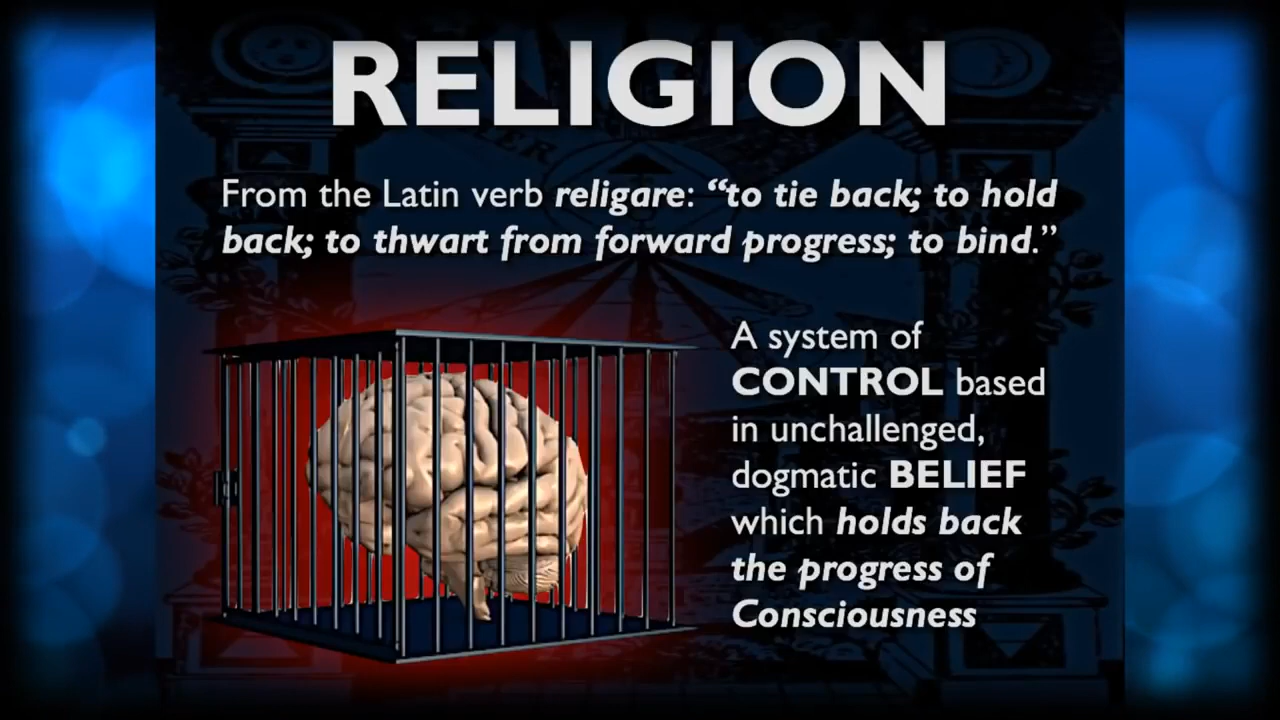 RELIGION
From the Latin verb religare: “to tie back; to hold
back; to thwart from forward progress; to bind.”
A system of
CONTROL based
in unchallenged,
dogmatic BELIEF
which holds back
the progress of
Consciousness